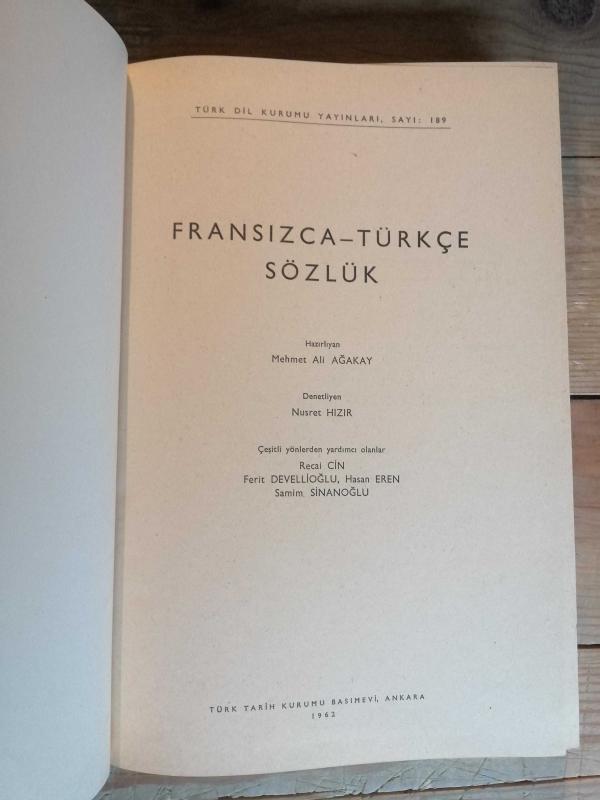 TÜRK DİL KURUMU YAYINLARI, SAYI: 189
FRANSIZCA–TÜRKÇE
SÖZLÜK
Hazırlıyan
Mehmet Ali AĞAKAY
Denetliyen
Nusret HIZIR
Çeşitli yönlerden yardımcı olanlar
Recai CİN
Ferit DEVELLİOĞLU, Hasan EREN
Samim SİNANOĞLU
TÜRK TARİH KURUMU BASIMEVİ, ANKARA
1962